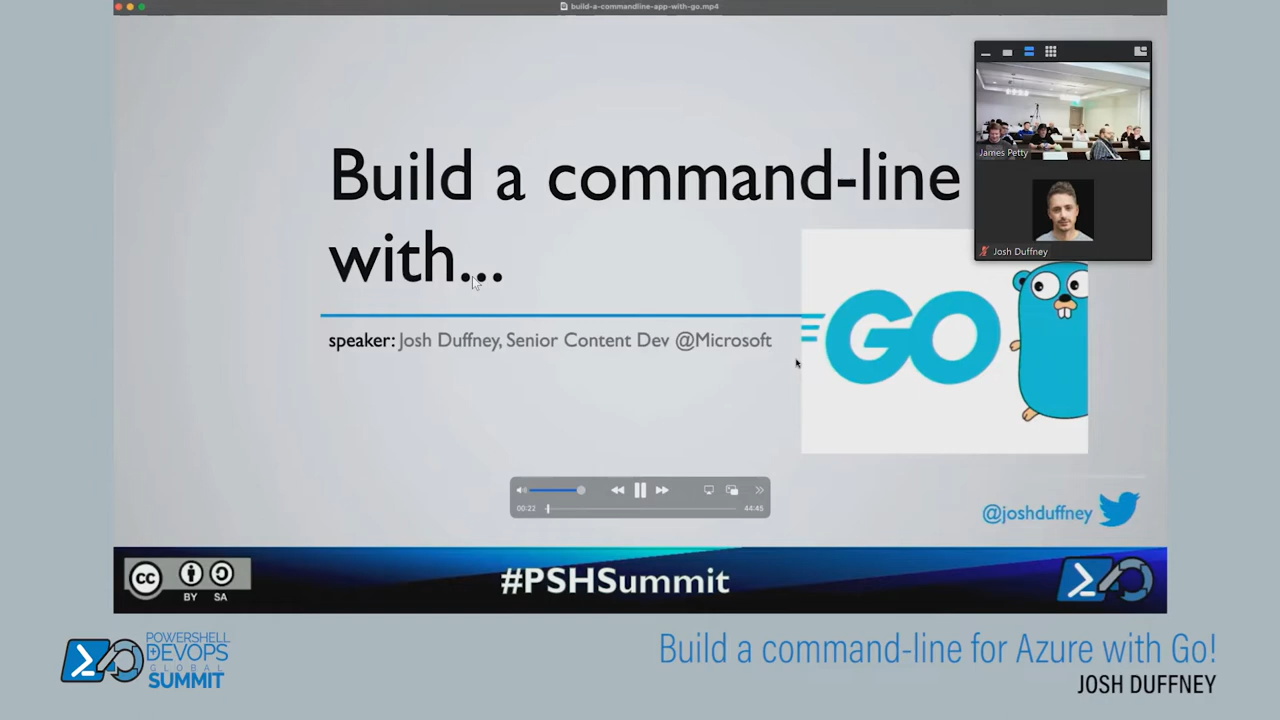 build-a-commandline-app-with-go.mp4
Build a command-line
with...
speaker: Josh Duffney, Senior Content Dev @Microsoft
James Petty
Josh Duffney
GO
00:22
44:45
@joshduffney
CC
BY SA
#PSHSummit
POWERSHELL
DEVOPS
GLOBAL
SUMMIT
Build a command-line for Azure with Go!
JOSH DUFFNEY